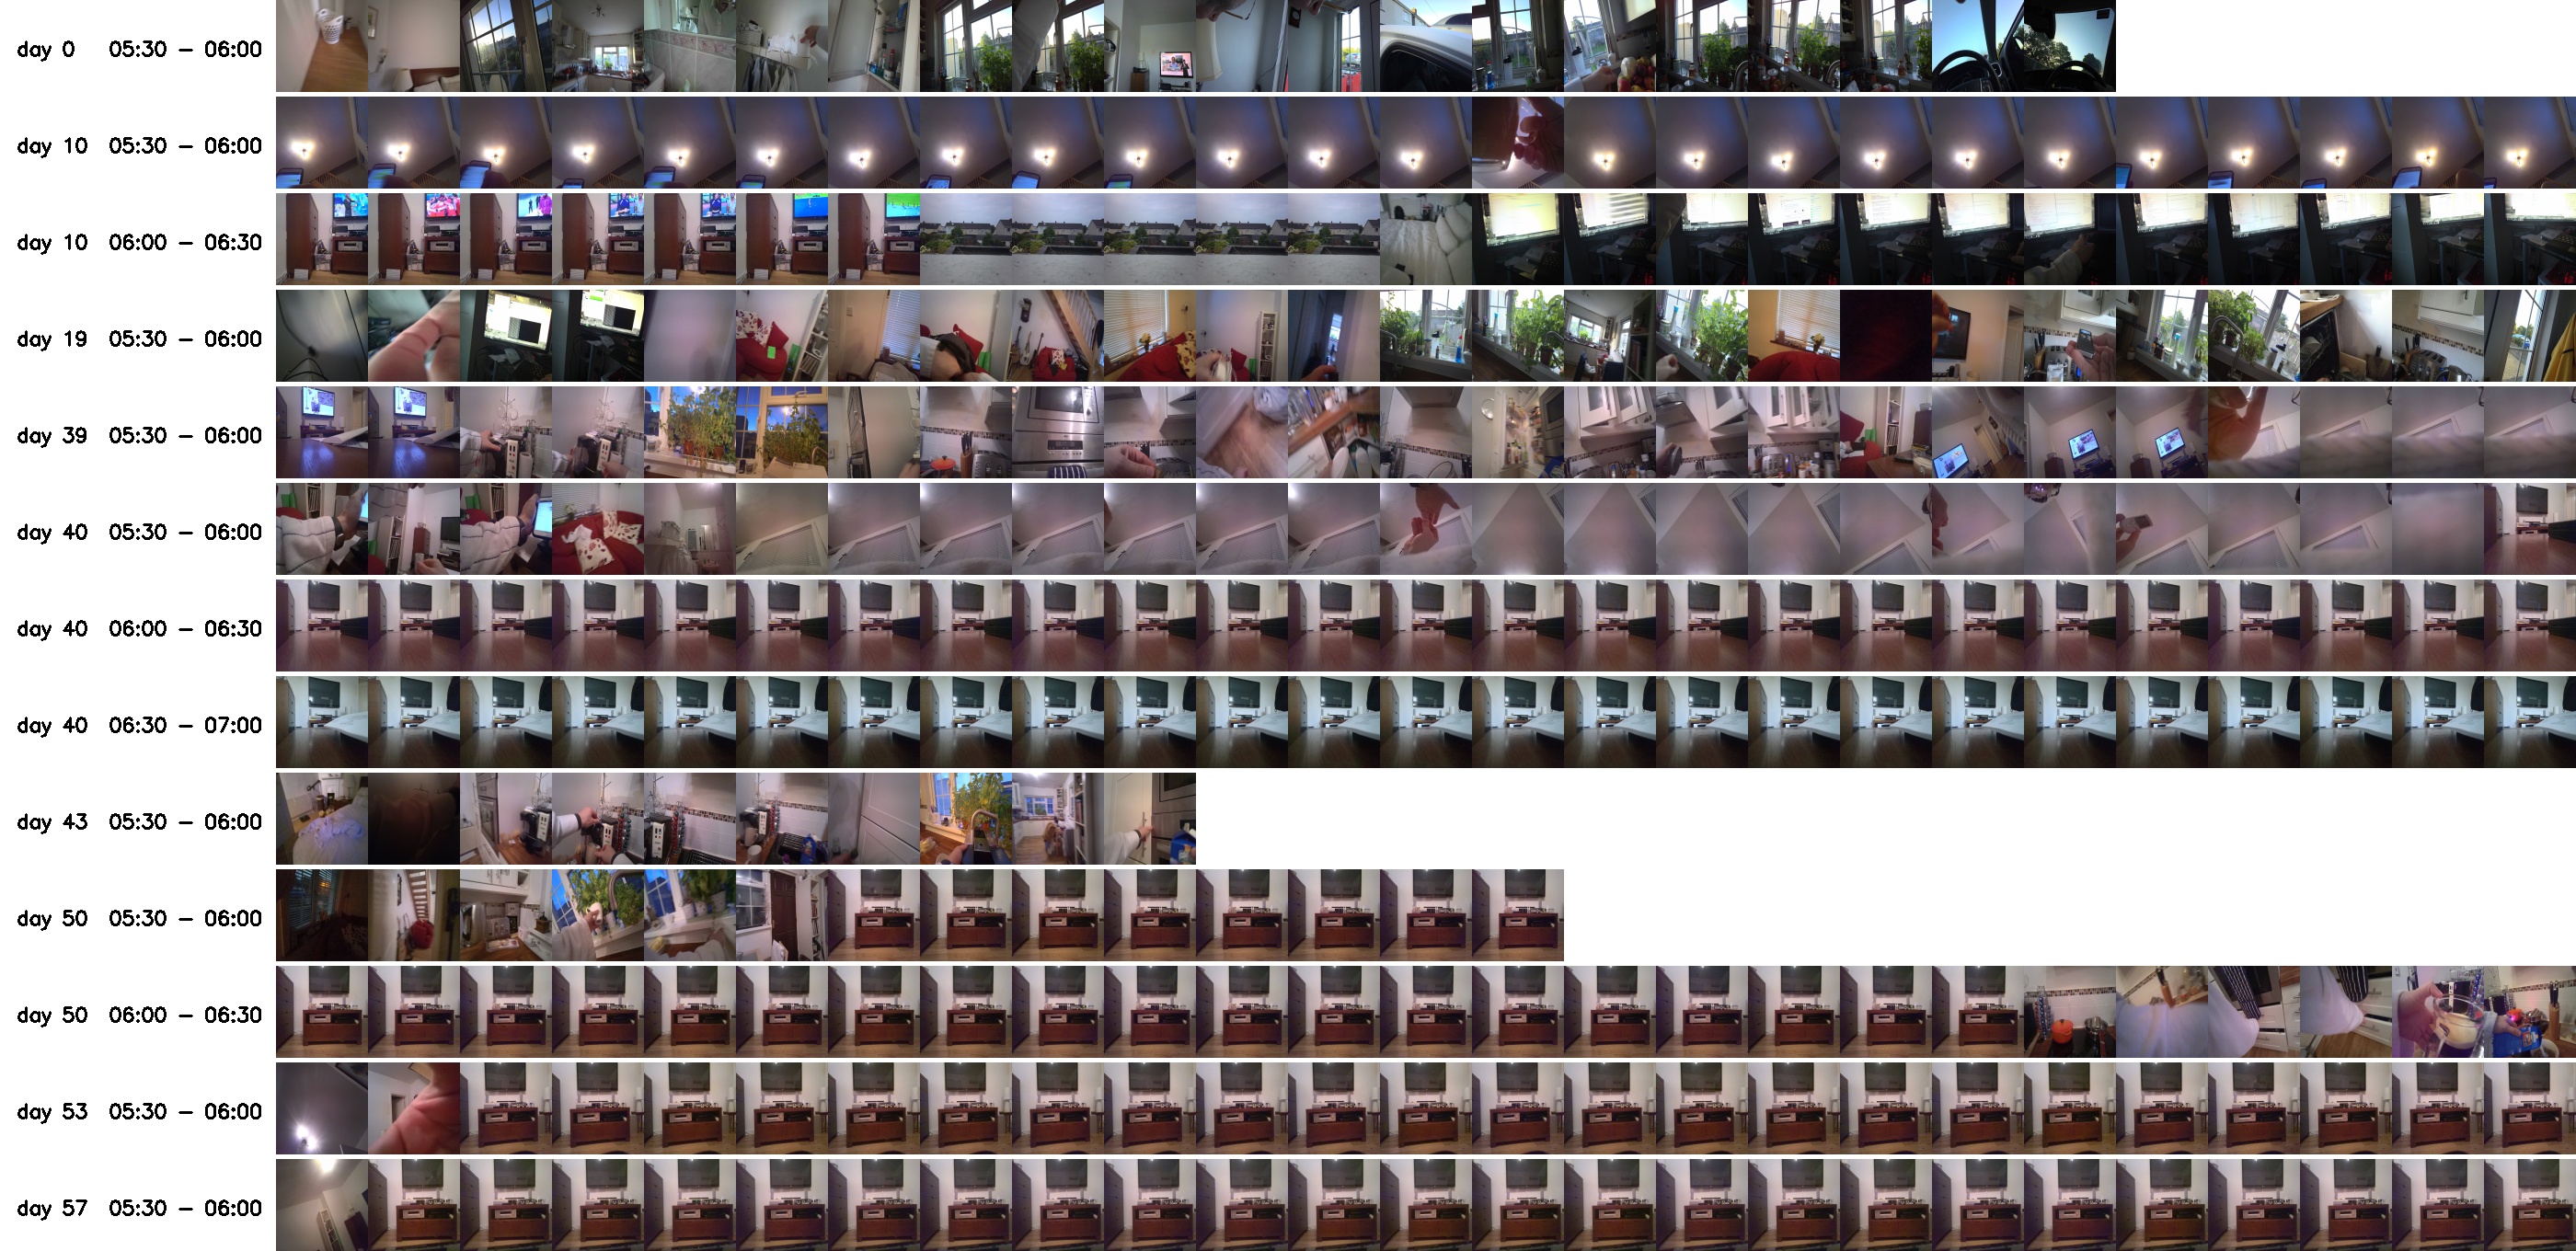 day 0 05:30 - 06:00
day 10 05:30 - 06:00
day 10 06:00 - 06:30
day 19 05:30 - 06:00
day 39 05:30 - 06:00
day 40 05:30 - 06:00
day 40 06:00 - 06:30
day 40 06:30 - 07:00
day 43 05:30 - 06:00
day 50 05:30 - 06:00
day 50 06:00 - 06:30
day 53 05:30 - 06:00
day 57 05:30 - 06:00